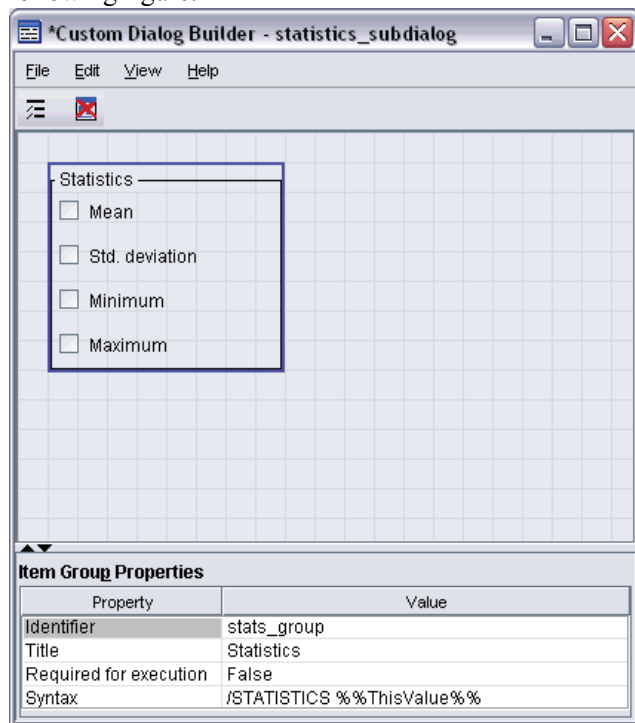 *Custom Dialog Builder - statistics_subdialog
File Edit View Help
Statistics
Mean
Std. deviation
Minimum
Maximum
Item Group Properties
Property Value
Identifier stats_group
Title Statistics
Required for execution False
Syntax /STATISTICS %%ThisValue%%